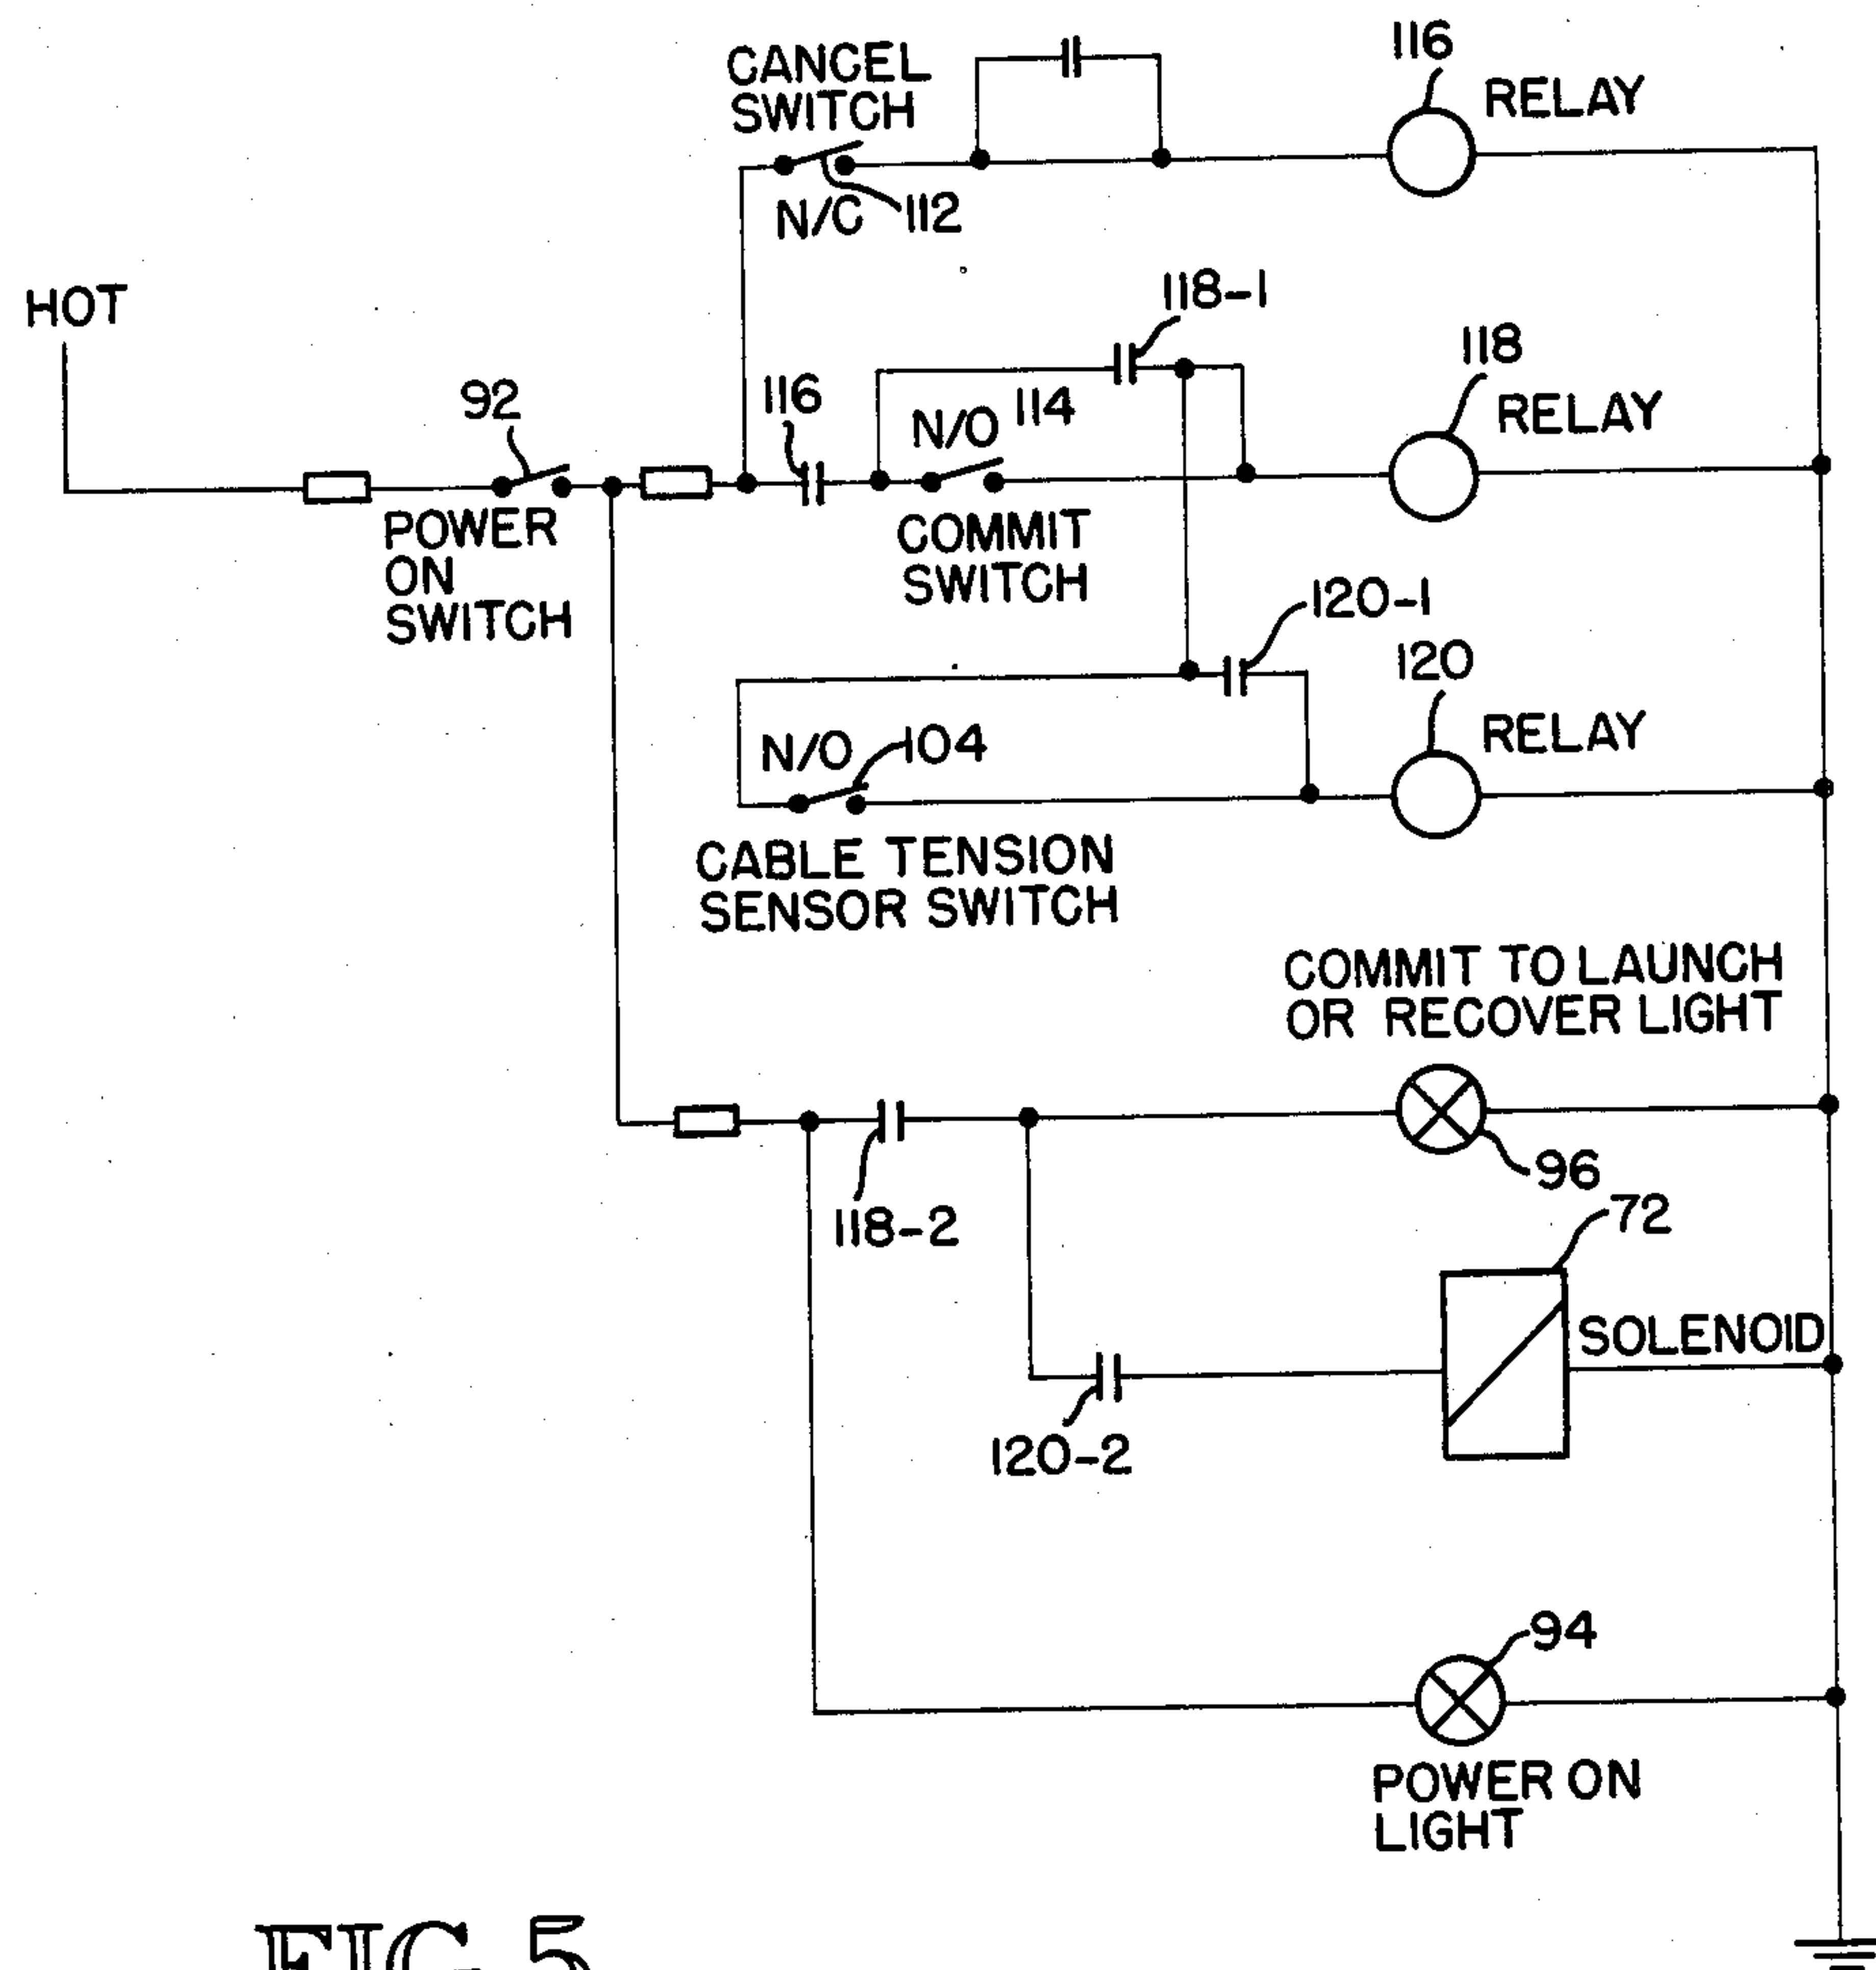 CANCEL
SWITCH
116
RELAY
N/C
112
HOT
118-1
118
RELAY
92
116
N/O
114
POWER
ON
SWITCH
COMMIT
SWITCH
120-1
120
RELAY
N/O
104
CABLE TENSION
SENSOR SWITCH
COMMIT TO LAUNCH
OR RECOVER LIGHT
96
118-2
72
SOLENOID
120-2
94
POWER ON
LIGHT
FIG. 5